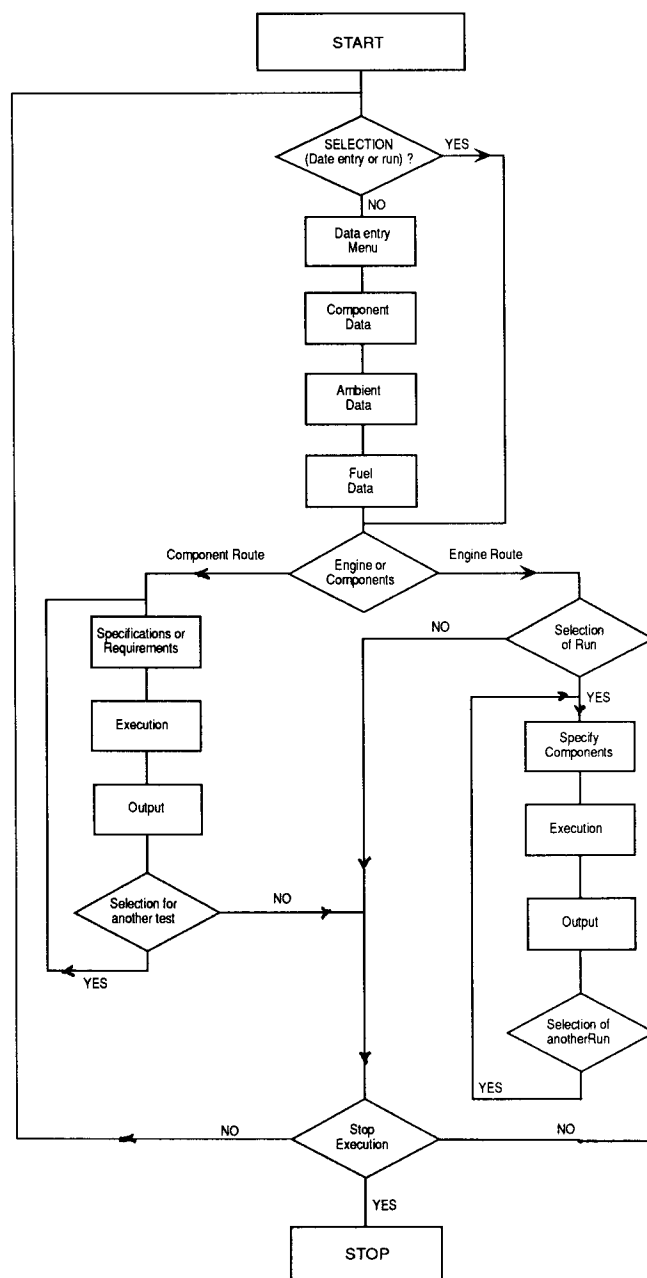 START
SELECTION
(Date entry or run) ?
YES
NO
Data entry
Menu
Component
Data
Ambient
Data
Fuel
Data
Component Route
Engine or
Components
Engine Route
Specifications or
Requirements
NO
Selection
of Run
YES
Specify
Components
Execution
Execution
Output
Output
Selection for
another test
NO
YES
Selection of
anotherRun
YES
NO
Stop
Execution
NO
YES
STOP